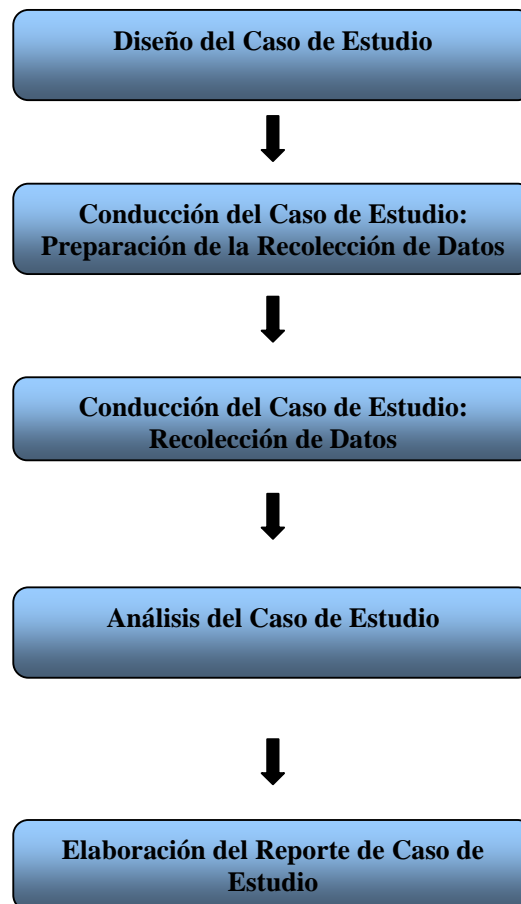 Diseño del Caso de Estudio
Conducción del Caso de Estudio:
Preparación de la Recolección de Datos
Conducción del Caso de Estudio:
Recolección de Datos
Análisis del Caso de Estudio
Elaboración del Reporte de Caso de
Estudio